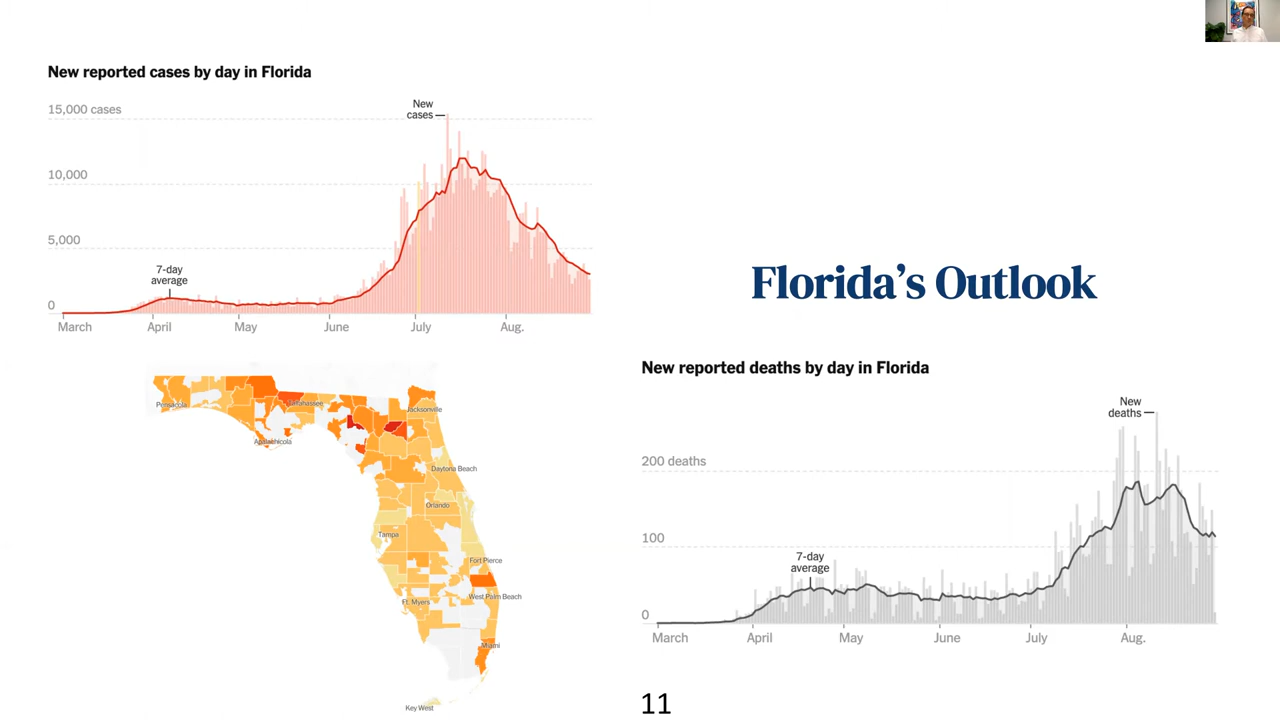 New reported cases by day in Florida
15,000 cases
New
cases
10,000
5,000
7-day
average
0
March
April
May
June
July
Aug.
Florida's Outlook
New reported deaths by day in Florida
New
deaths
200 deaths
100
7-day
average
0
March
April
May
June
July
Aug.
Pensacola
Tallahassee
Jacksonville
Apalachicola
Daytona Beach
Orlando
Tampa
Fort Pierce
West Palm Beach
Ft. Myers
Miami
Key West
11